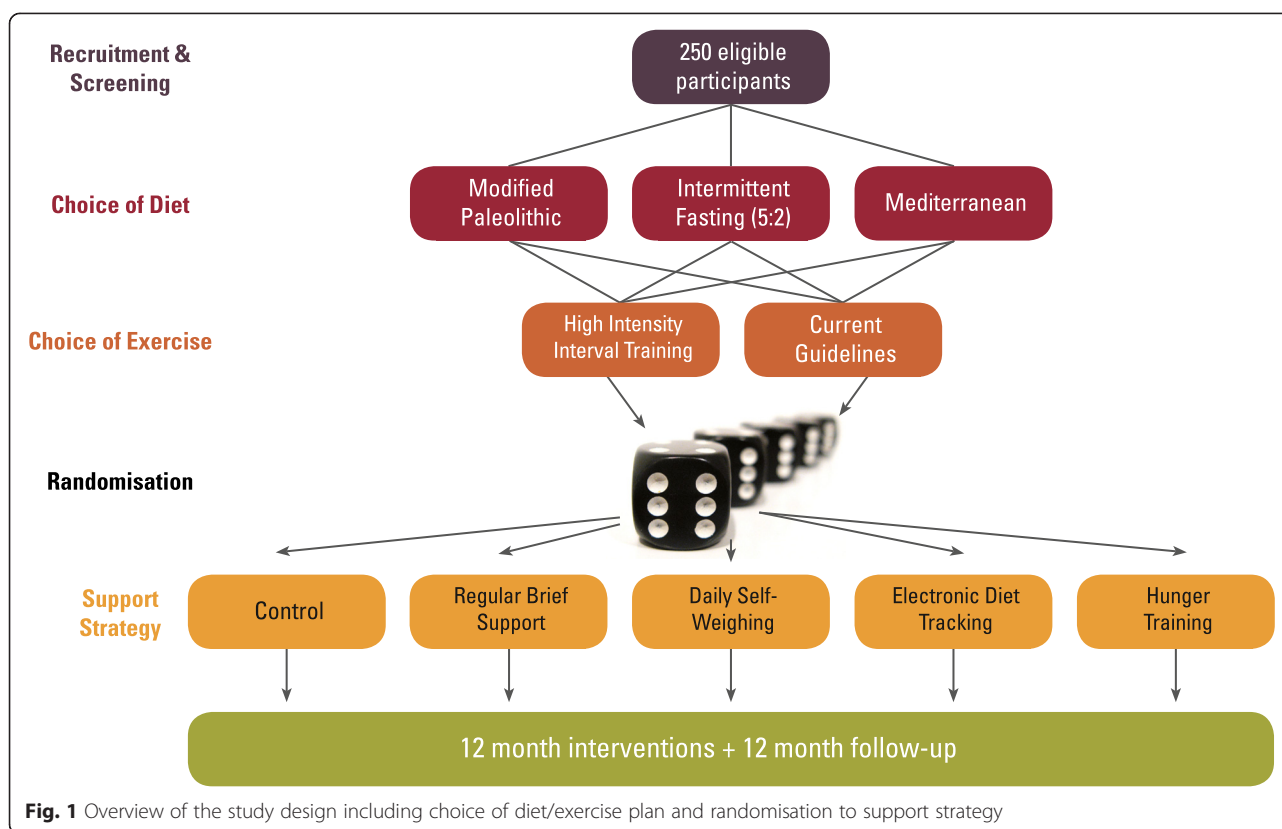 Recruitment &
Screening
250 eligible
participants
Choice of Diet
Modified
Paleolithic
Intermittent
Fasting (5:2)
Mediterranean
Choice of Exercise
High Intensity
Interval Training
Current
Guidelines
Randomisation
Support
Strategy
Control
Regular Brief
Support
Daily Self-
Weighing
Electronic Diet
Tracking
Hunger
Training
12 month interventions + 12 month follow-up
Fig. 1 Overview of the study design including choice of diet/exercise plan and randomisation to support strategy